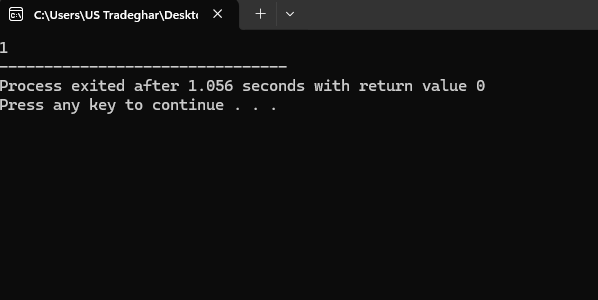 C:\Users\US Tradeghar\Deskto
1
--------------------------------
Process exited after 1.056 seconds with return value 0
Press any key to continue . . .